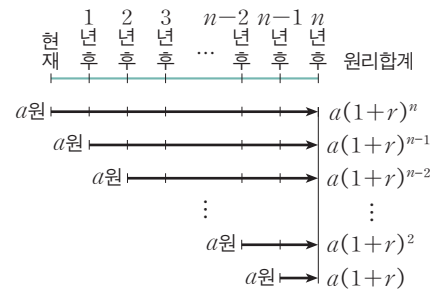 현재 1년 후 2년 후 3년 후 … n-2년 후 n-1년 후 n년 후 원리합계
a원 a(1+r)ⁿ
a원 a(1+r)ⁿ⁻¹
a원 a(1+r)ⁿ⁻²
⋮ ⋮
a원 a(1+r)²
a원 a(1+r)